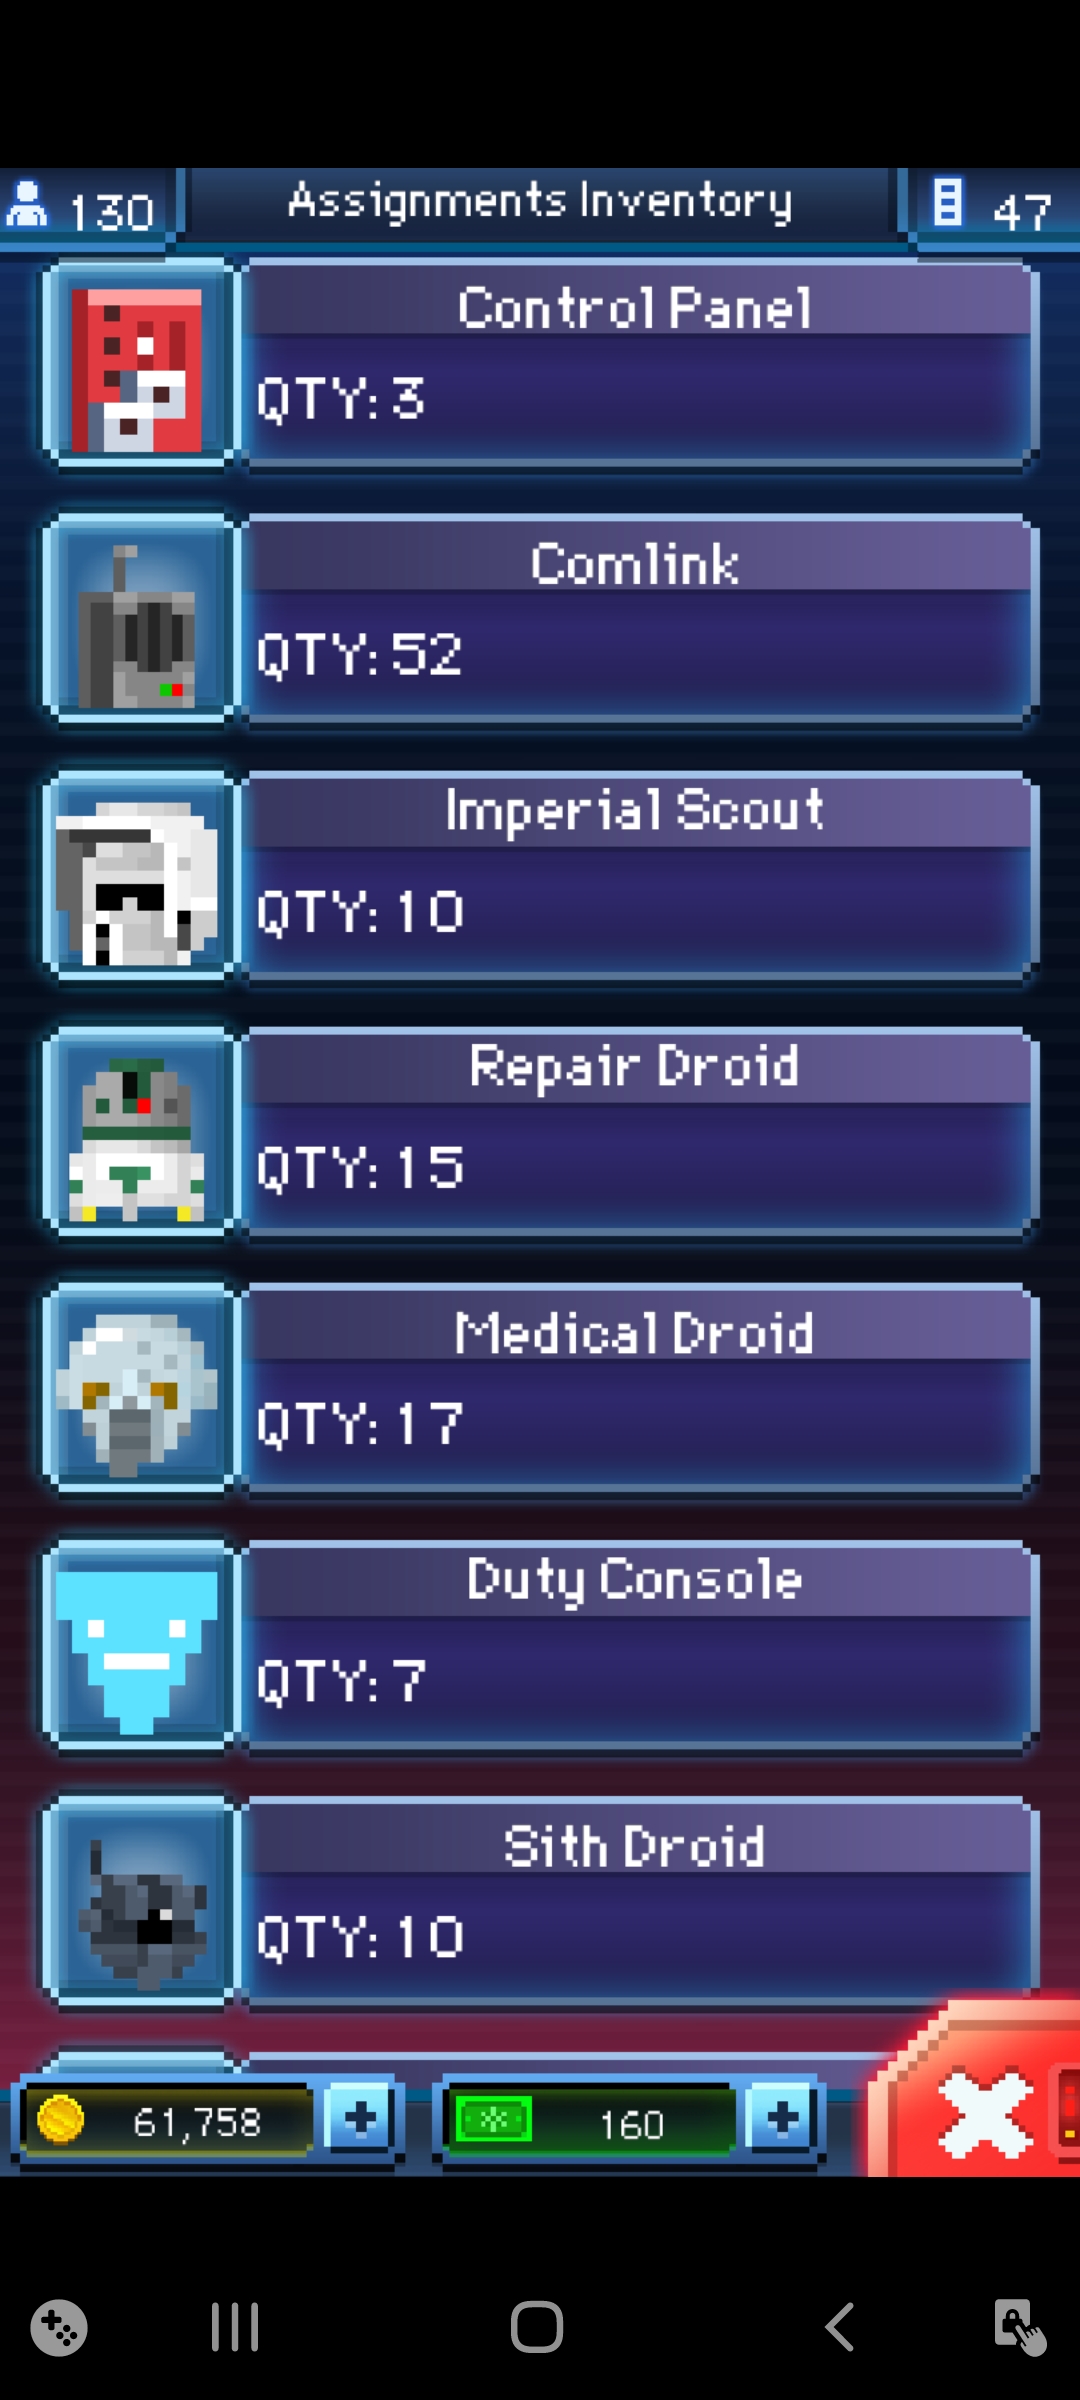 130
Assignments Inventory
47
Control Panel
QTY: 3
Comlink
QTY: 52
Imperial Scout
QTY: 10
Repair Droid
QTY: 15
Medical Droid
QTY: 17
Duty Console
QTY: 7
Sith Droid
QTY: 10
61,758
160